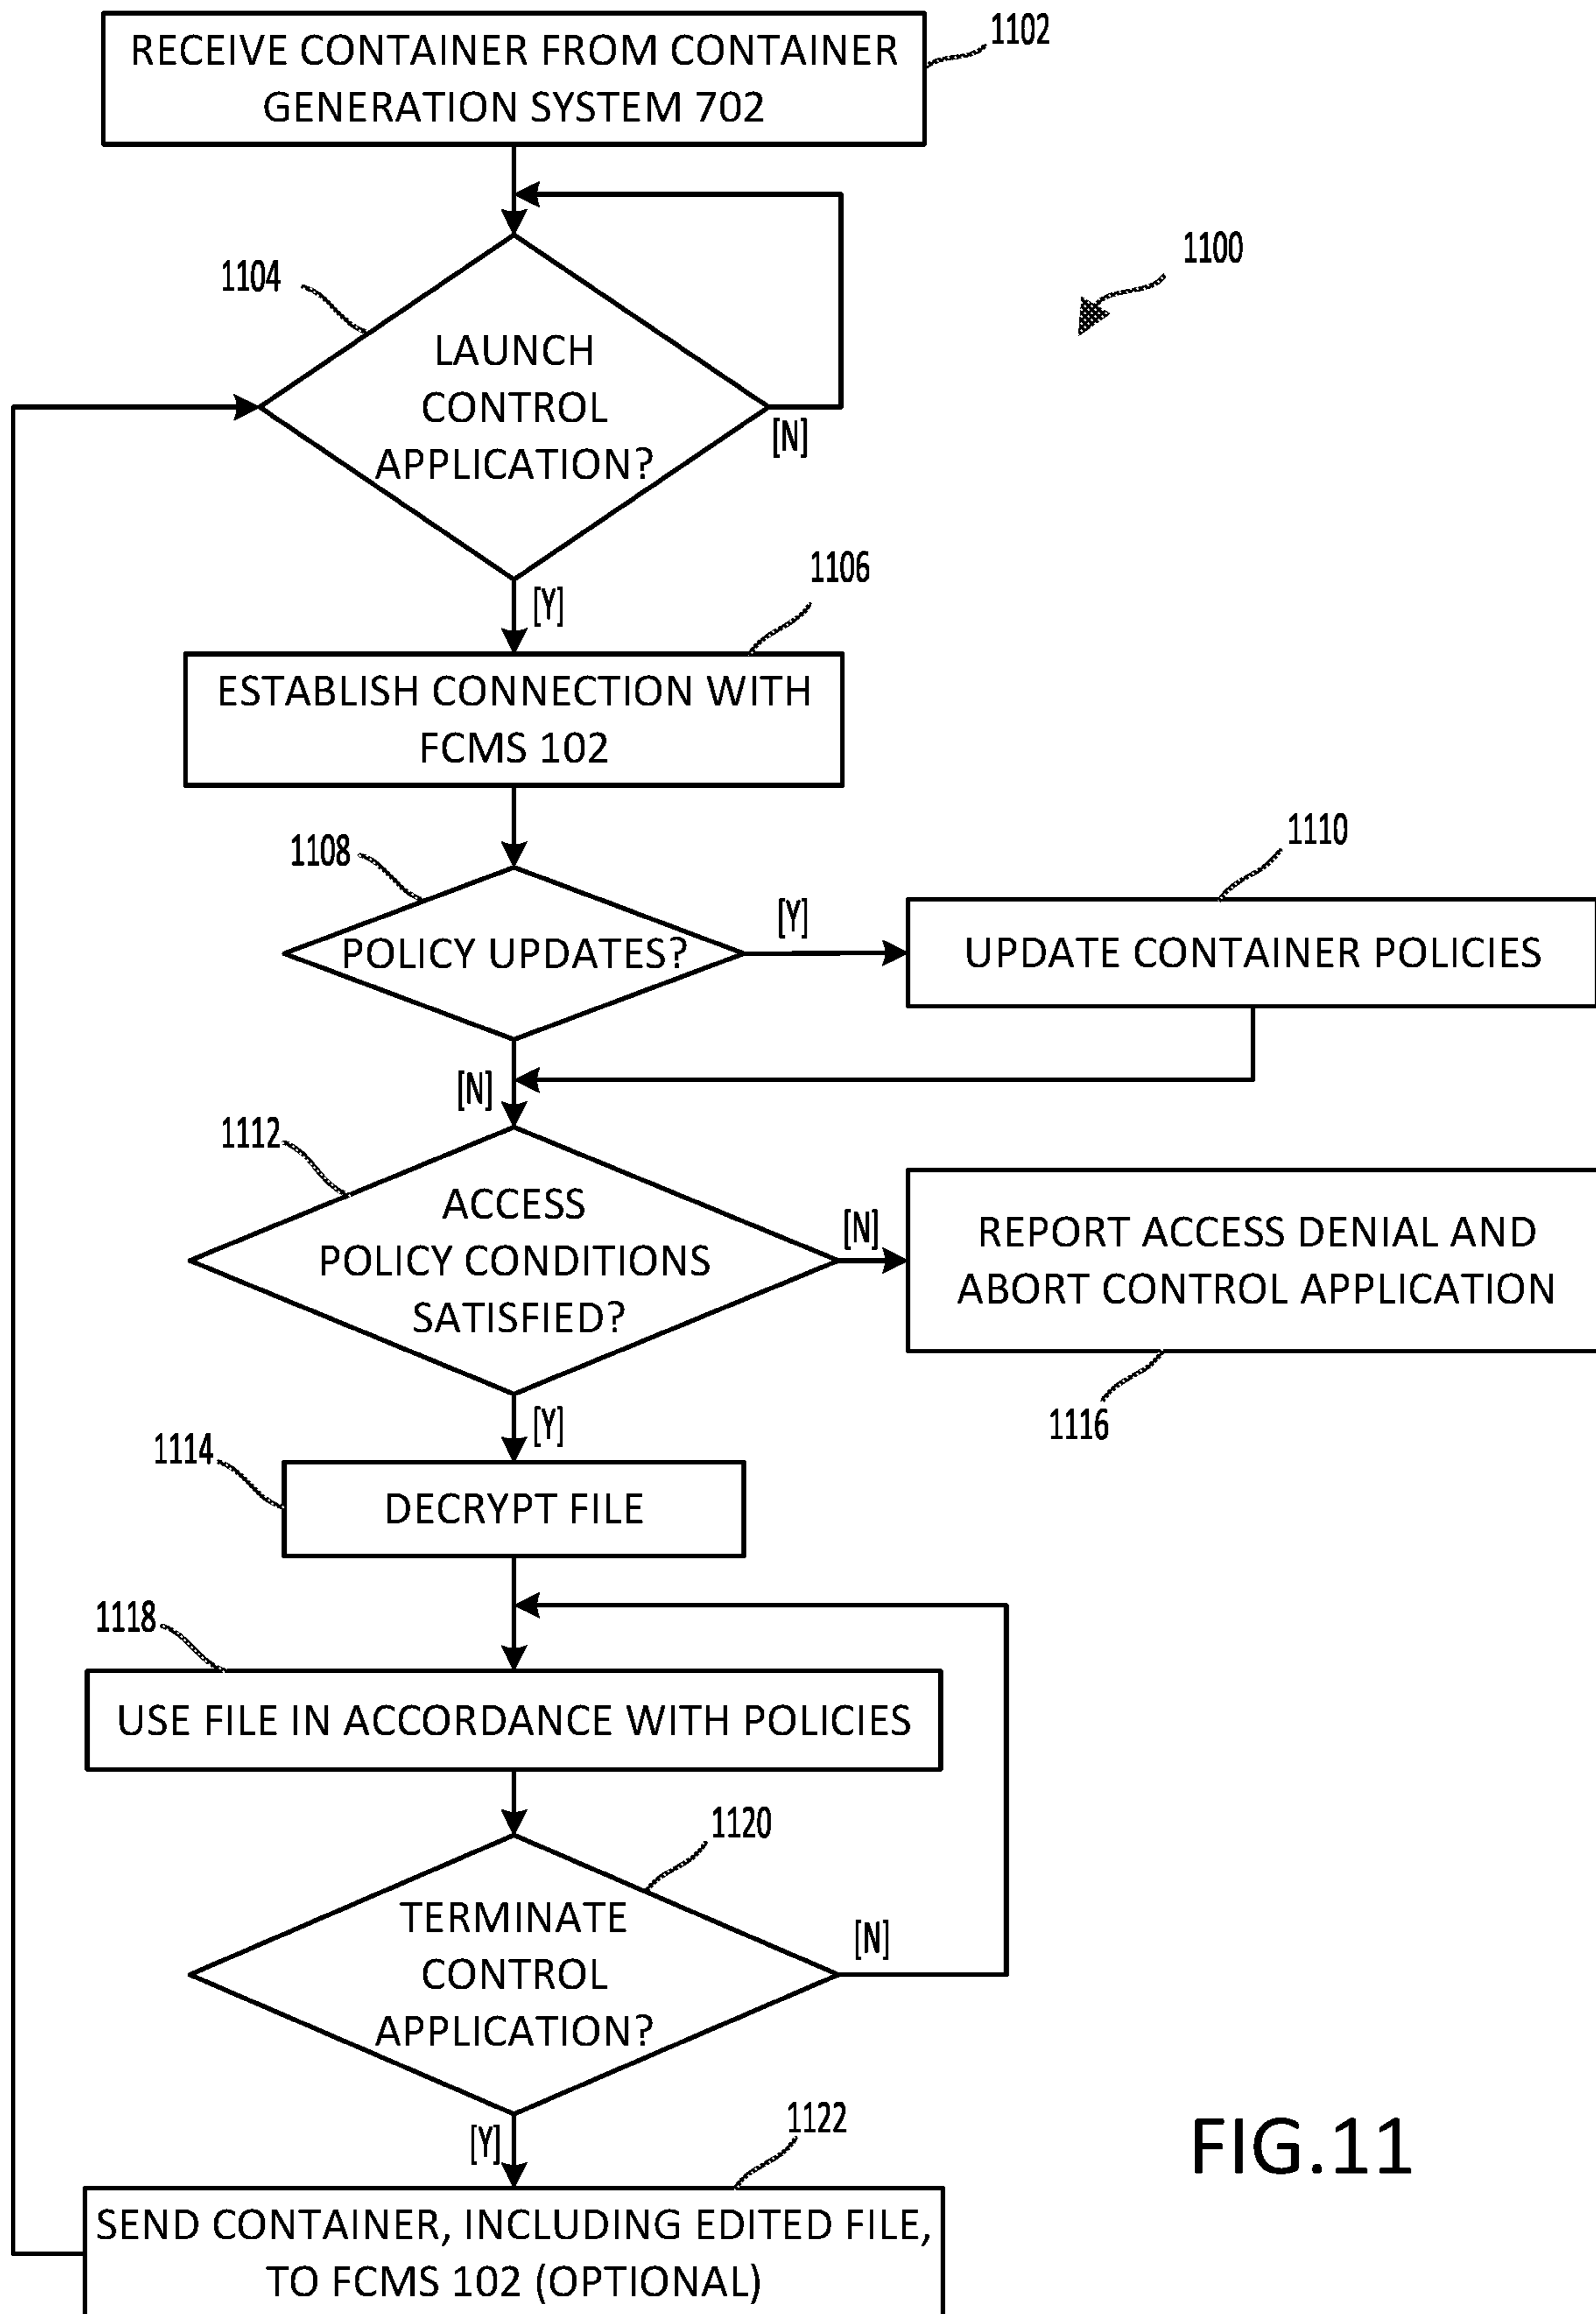 RECEIVE CONTAINER FROM CONTAINER
GENERATION SYSTEM 702
1102
1100
1104
LAUNCH
CONTROL
APPLICATION?
[N]
[Y]
1106
ESTABLISH CONNECTION WITH
FCMS 102
1108
POLICY UPDATES?
[Y]
1110
UPDATE CONTAINER POLICIES
[N]
1112
ACCESS
POLICY CONDITIONS
SATISFIED?
[N]
REPORT ACCESS DENIAL AND
ABORT CONTROL APPLICATION
1116
[Y]
1114
DECRYPT FILE
1118
USE FILE IN ACCORDANCE WITH POLICIES
1120
TERMINATE
CONTROL
APPLICATION?
[N]
[Y]
1122
SEND CONTAINER, INCLUDING EDITED FILE,
TO FCMS 102 (OPTIONAL)
FIG.11